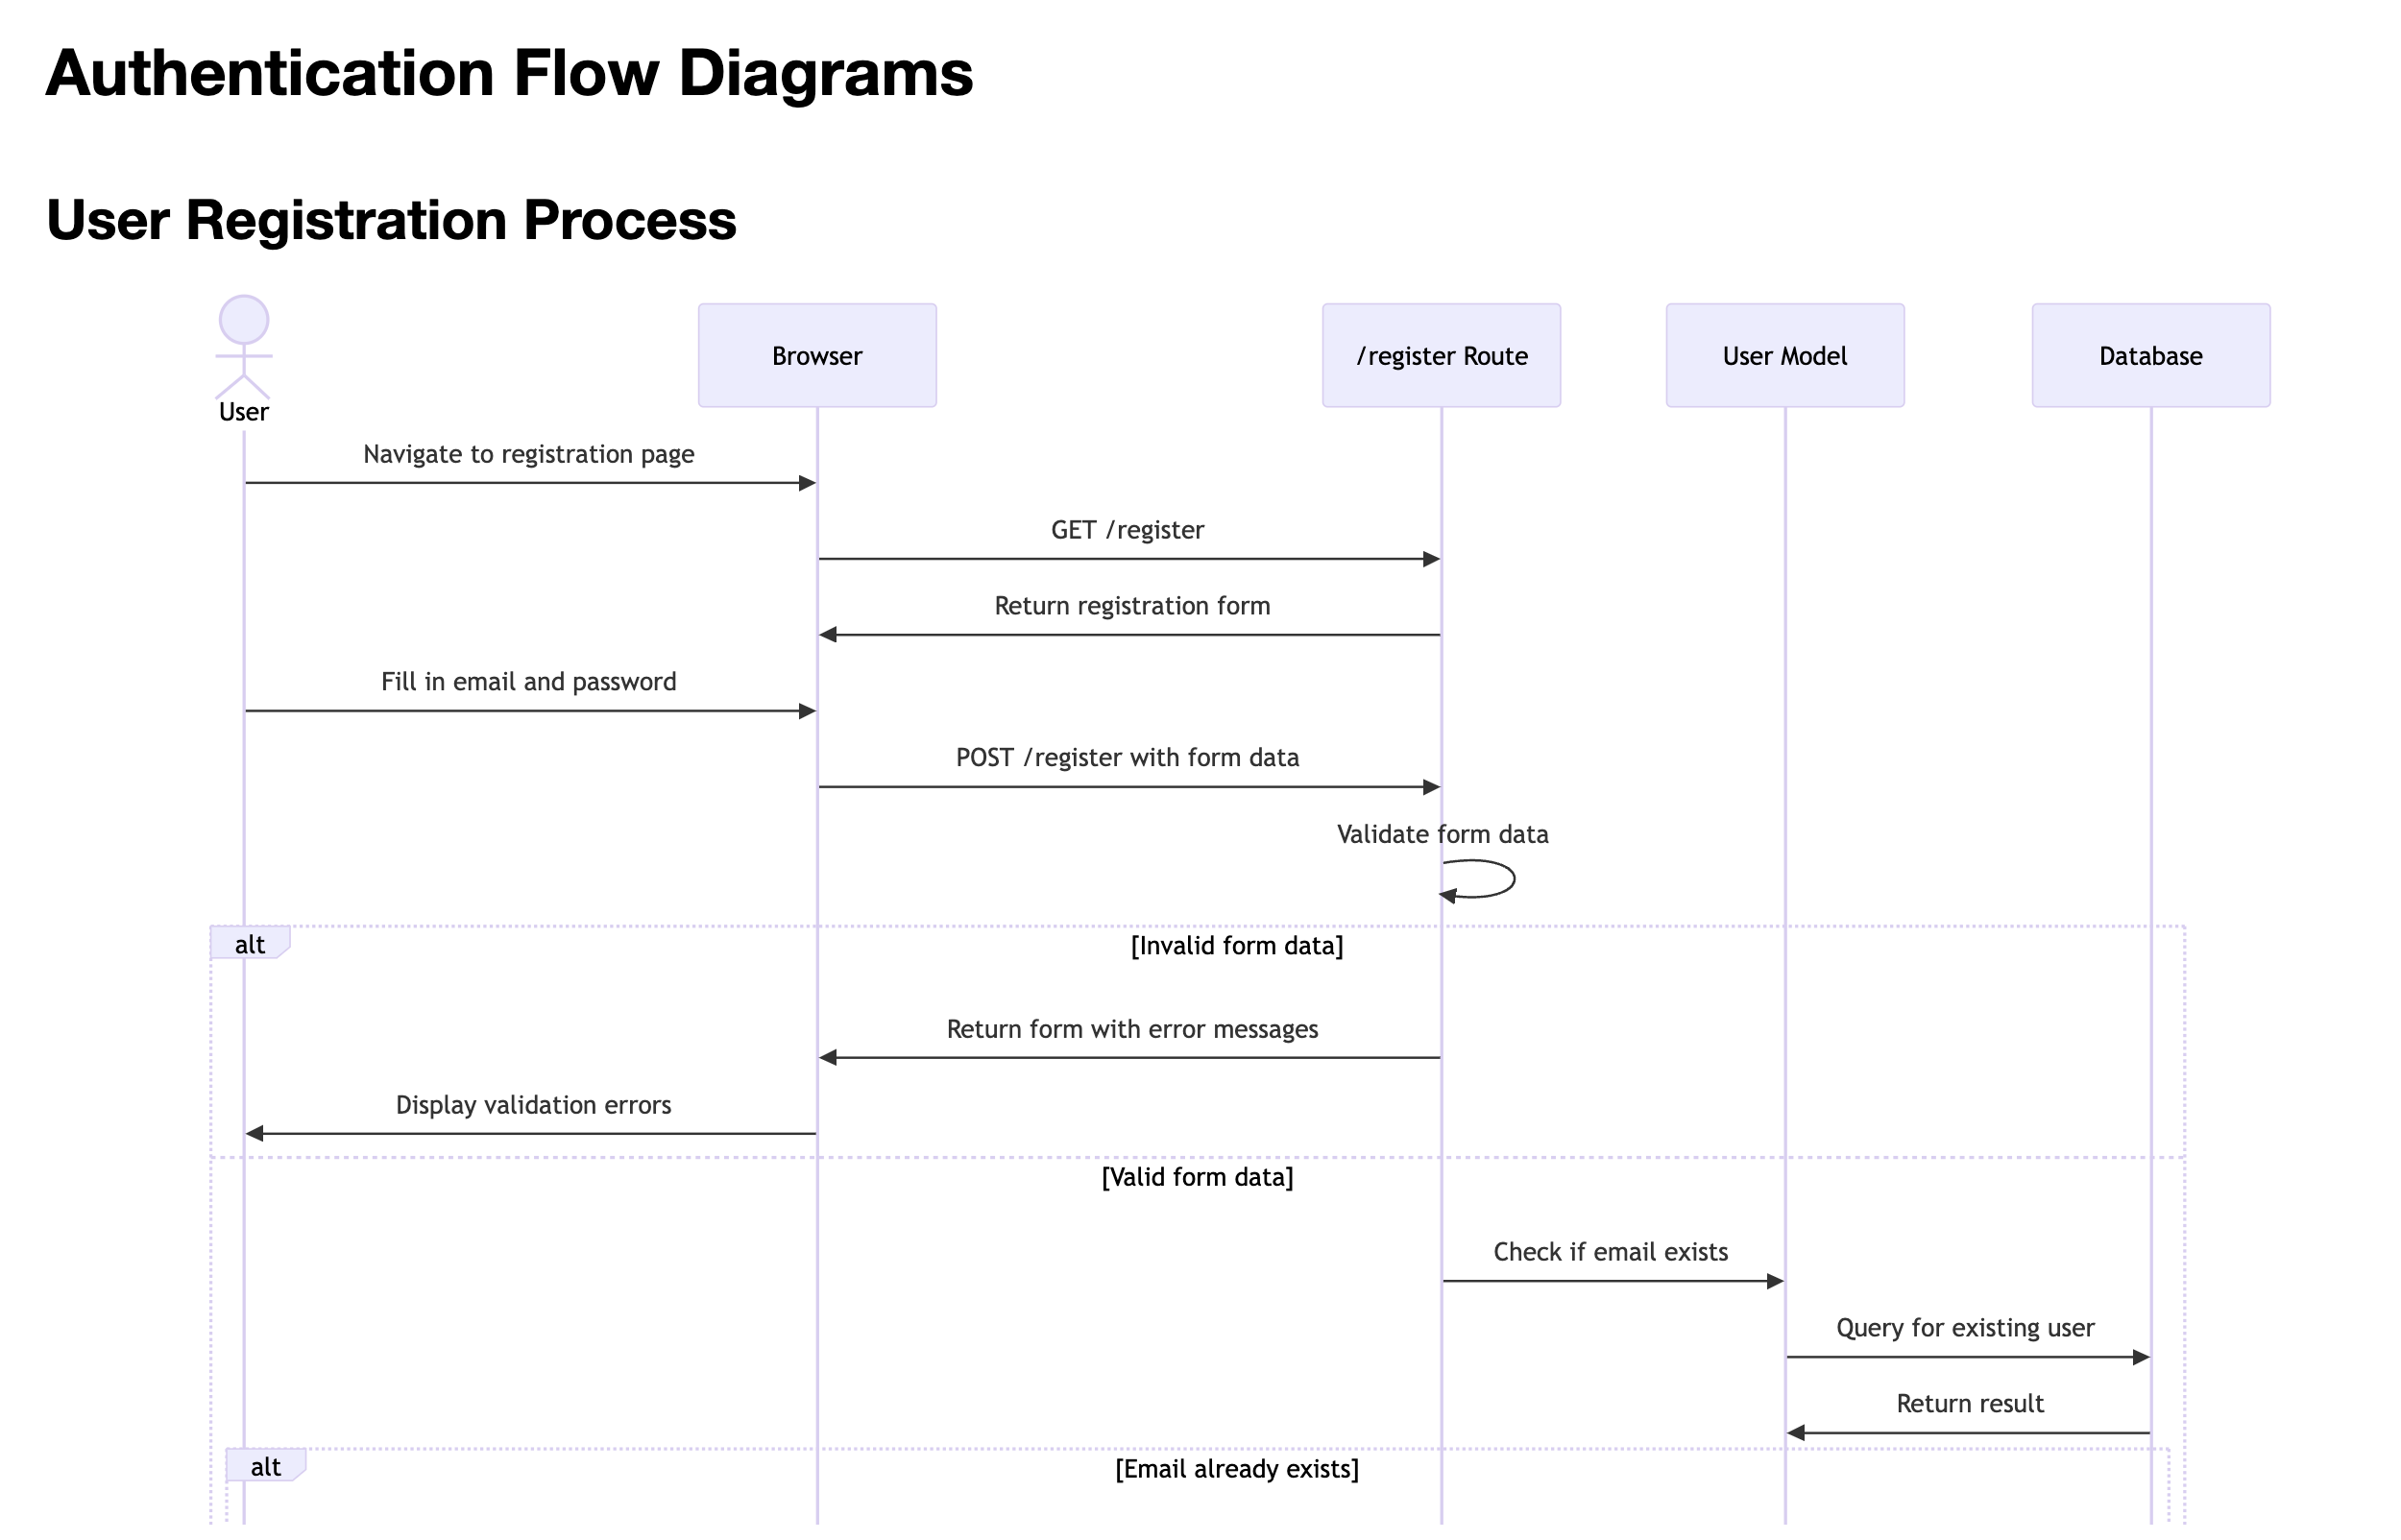 Authentication Flow Diagrams
User Registration Process
User
Browser
/register Route
User Model
Database
Navigate to registration page
GET /register
Return registration form
Fill in email and password
POST /register with form data
Validate form data
alt
[Invalid form data]
Return form with error messages
Display validation errors
[Valid form data]
Check if email exists
Query for existing user
Return result
alt
[Email already exists]